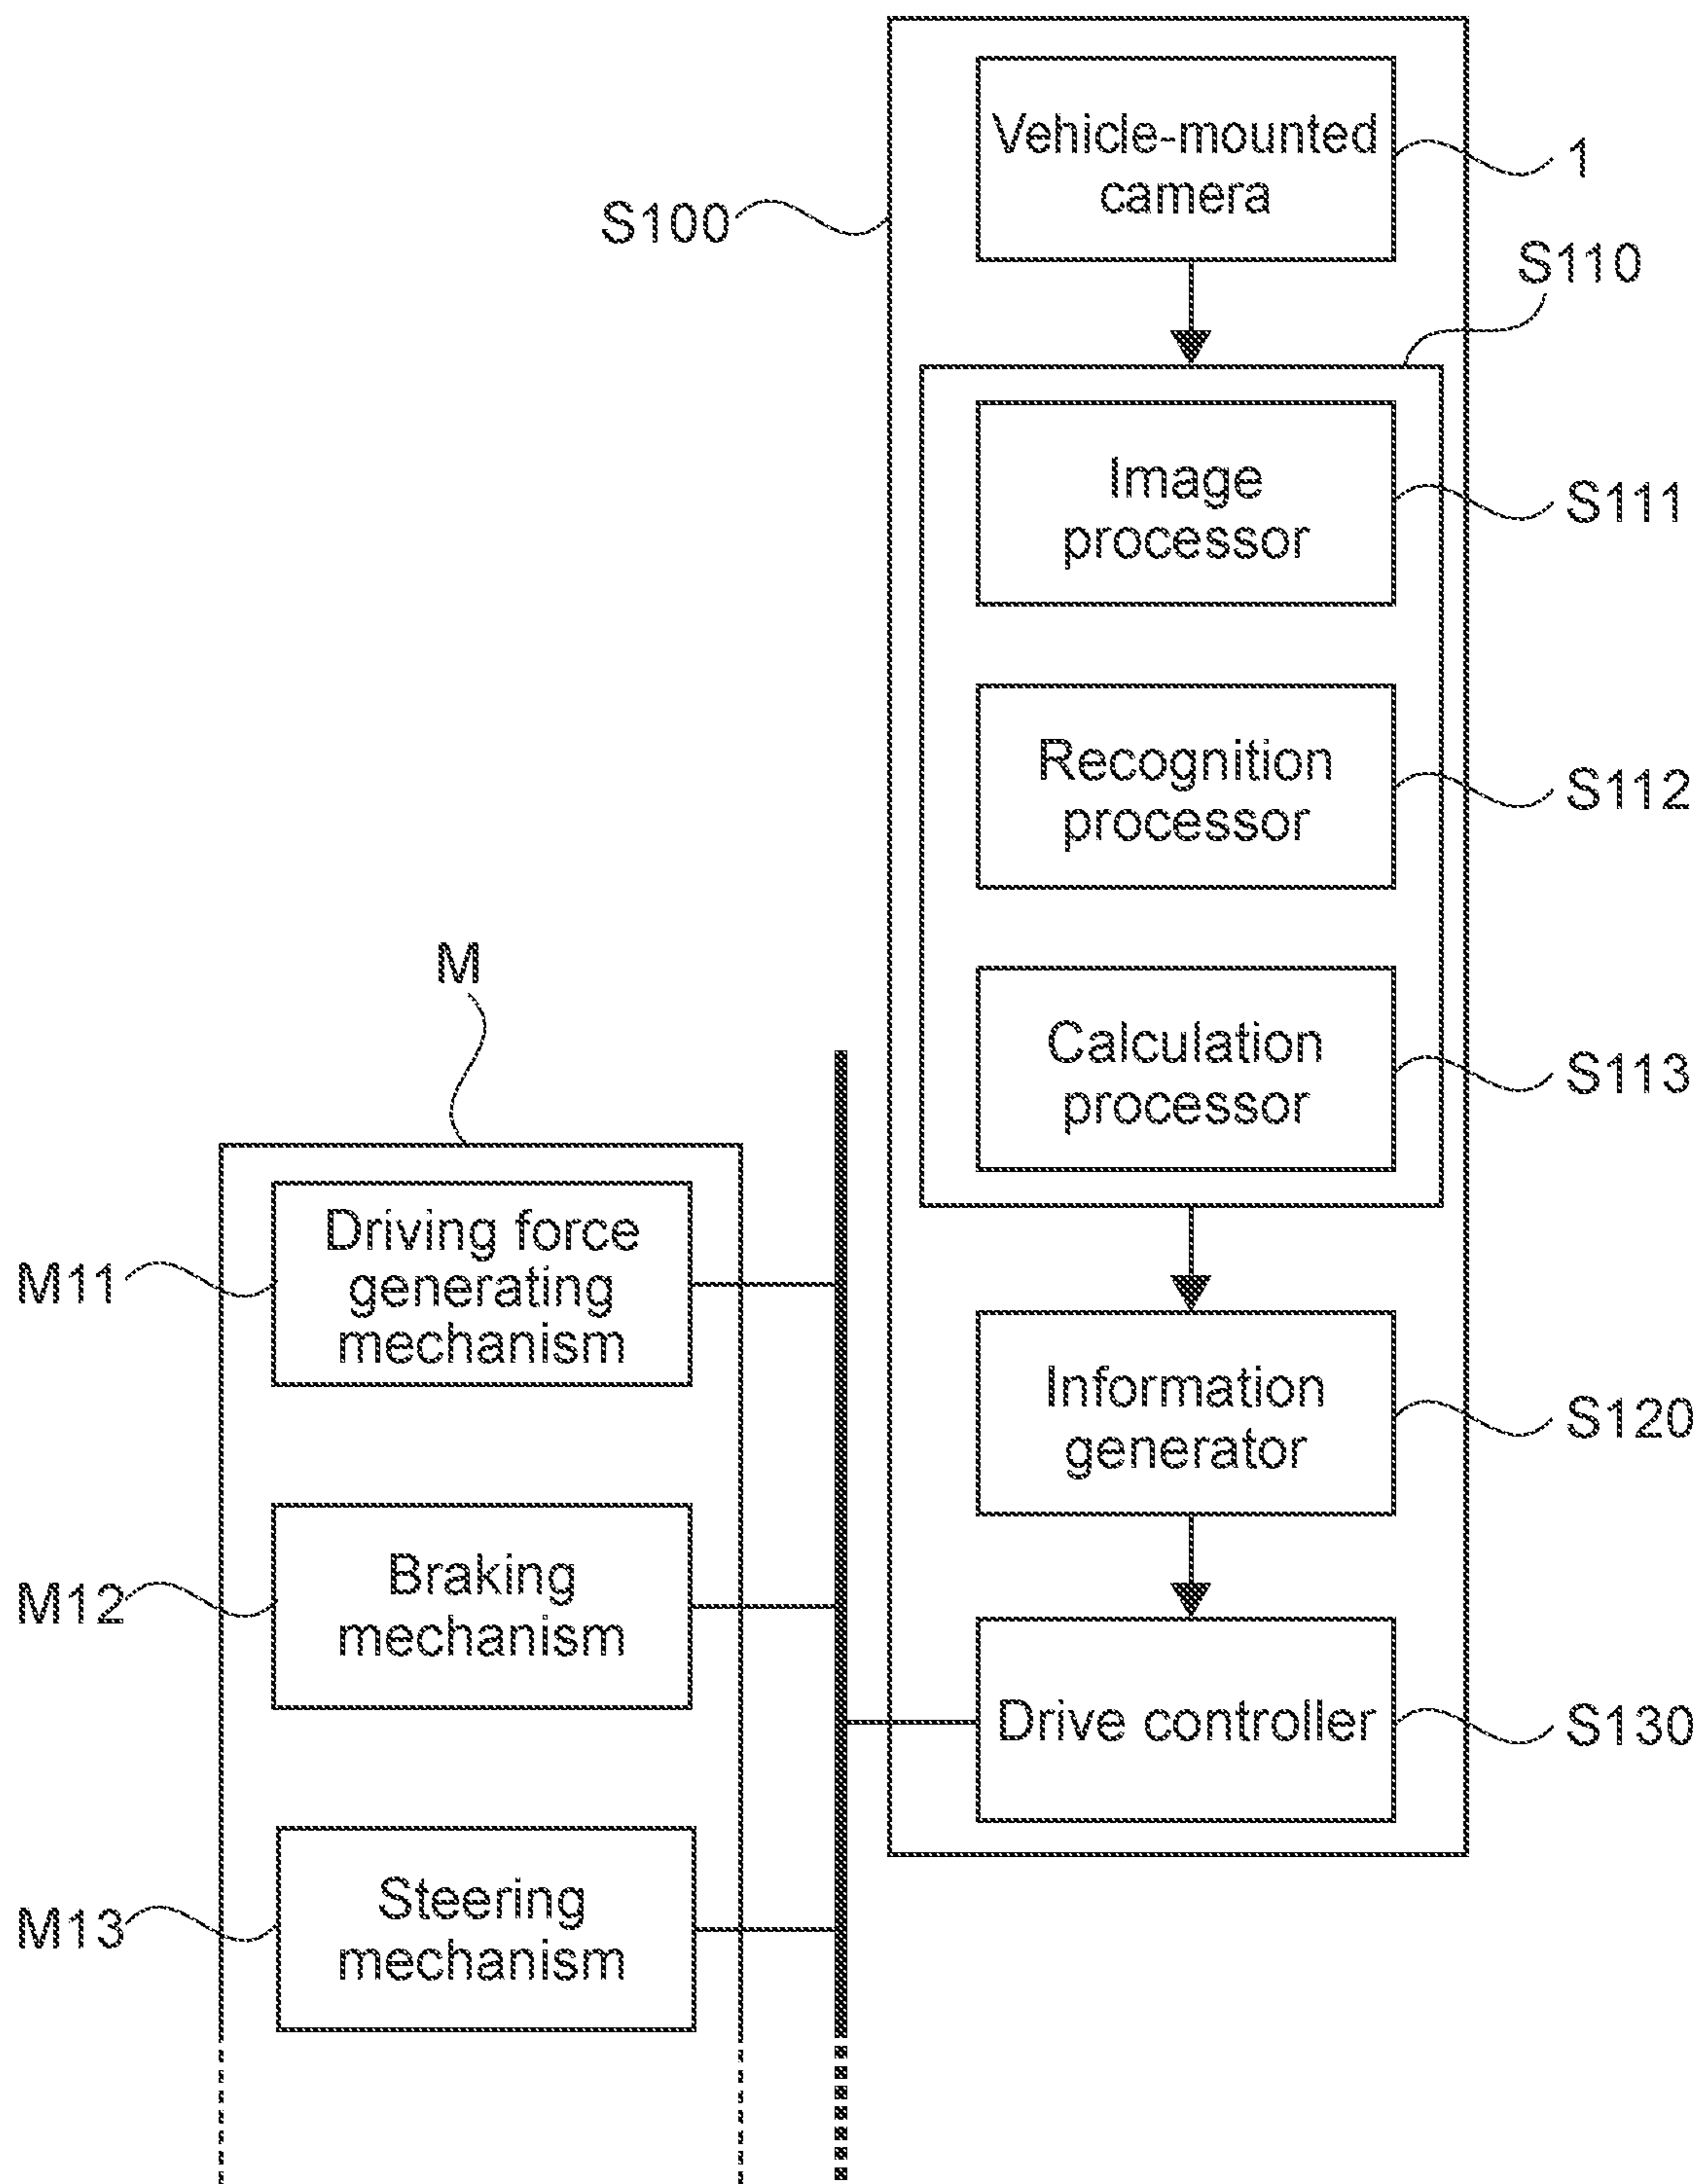 Vehicle-mounted
camera
1
S100
S110
Image
processor
S111
Recognition
processor
S112
M
Calculation
processor
S113
Driving force
generating
mechanism
M11
Information
generator
S120
Braking
mechanism
M12
Drive controller
S130
Steering
mechanism
M13